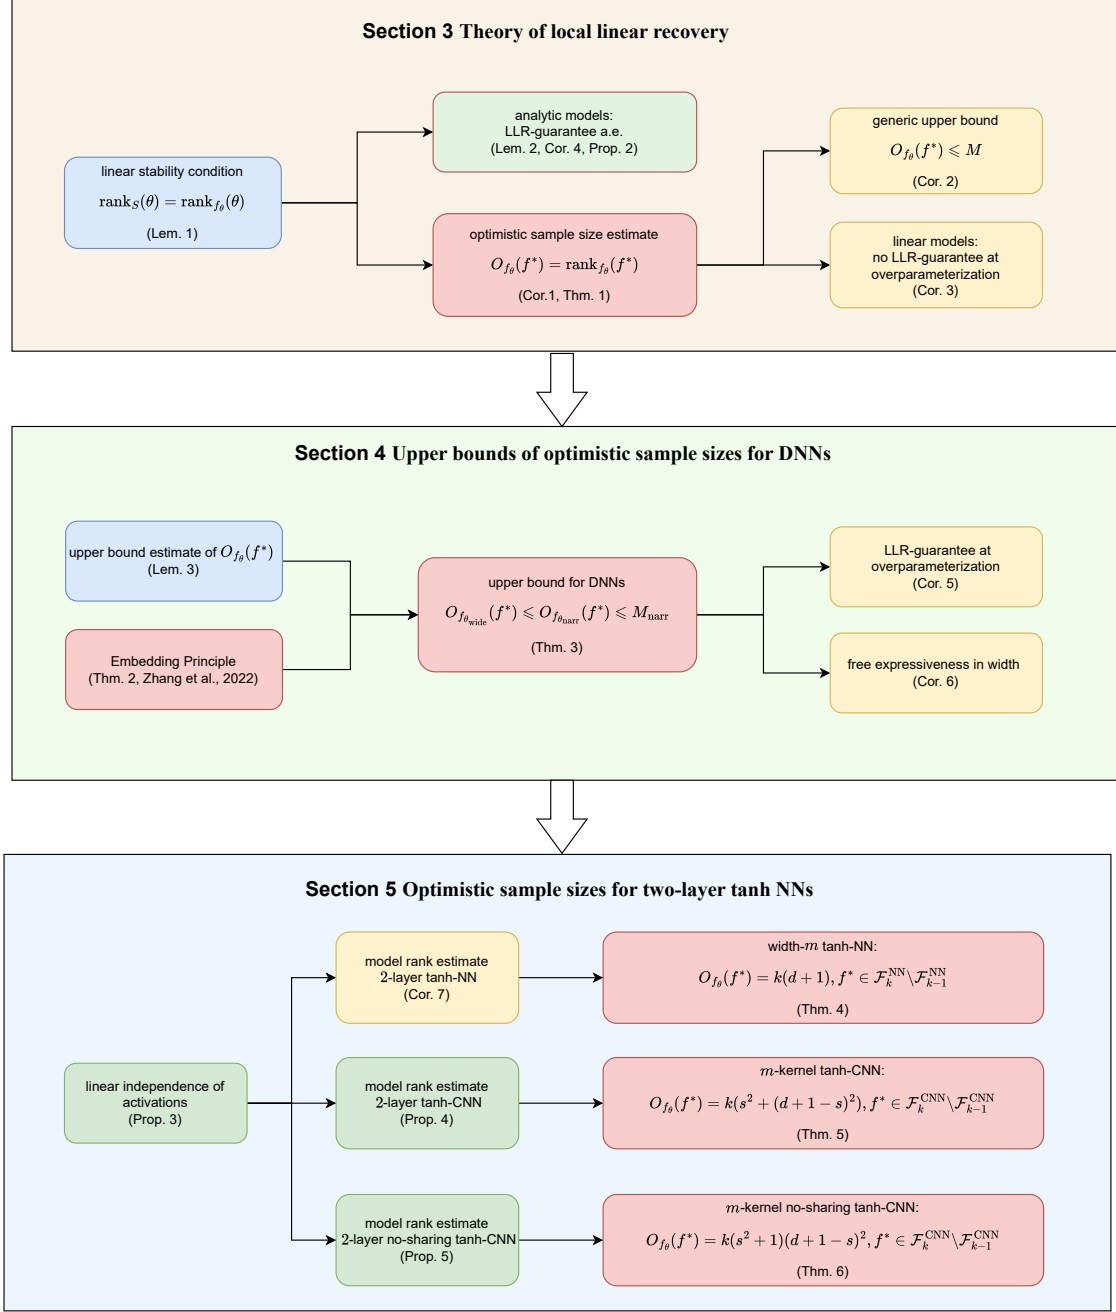 Section 3 Theory of local linear recovery
linear stability condition
rank_S(θ) = rank_{f_θ}(θ)
(Lem. 1)
analytic models:
LLR-guarantee a.e.
(Lem. 2, Cor. 4, Prop. 2)
optimistic sample size estimate
O_{f_θ}(f*) = rank_{f_θ}(f*)
(Cor.1, Thm. 1)
generic upper bound
O_{f_θ}(f*) ⩽ M
(Cor. 2)
linear models:
no LLR-guarantee at
overparameterization
(Cor. 3)
Section 4 Upper bounds of optimistic sample sizes for DNNs
upper bound estimate of O_{f_θ}(f*)
(Lem. 3)
Embedding Principle
(Thm. 2, Zhang et al., 2022)
upper bound for DNNs
O_{f_{θ_wide}}(f*) ⩽ O_{f_{θ_narr}}(f*) ⩽ M_narr
(Thm. 3)
LLR-guarantee at
overparameterization
(Cor. 5)
free expressiveness in width
(Cor. 6)
Section 5 Optimistic sample sizes for two-layer tanh NNs
linear independence of
activations
(Prop. 3)
model rank estimate
2-layer tanh-NN
(Cor. 7)
width-m tanh-NN:
O_{f_θ}(f*) = k(d + 1), f* ∈ F_k^NN\F_{k−1}^NN
(Thm. 4)
model rank estimate
2-layer tanh-CNN
(Prop. 4)
m-kernel tanh-CNN:
O_{f_θ}(f*) = k(s² + (d + 1 − s)²), f* ∈ F_k^CNN\F_{k−1}^CNN
(Thm. 5)
model rank estimate
2-layer no-sharing tanh-CNN
(Prop. 5)
m-kernel no-sharing tanh-CNN:
O_{f_θ}(f*) = k(s² + 1)(d + 1 − s)², f* ∈ F_k^CNN\F_{k−1}^CNN
(Thm. 6)